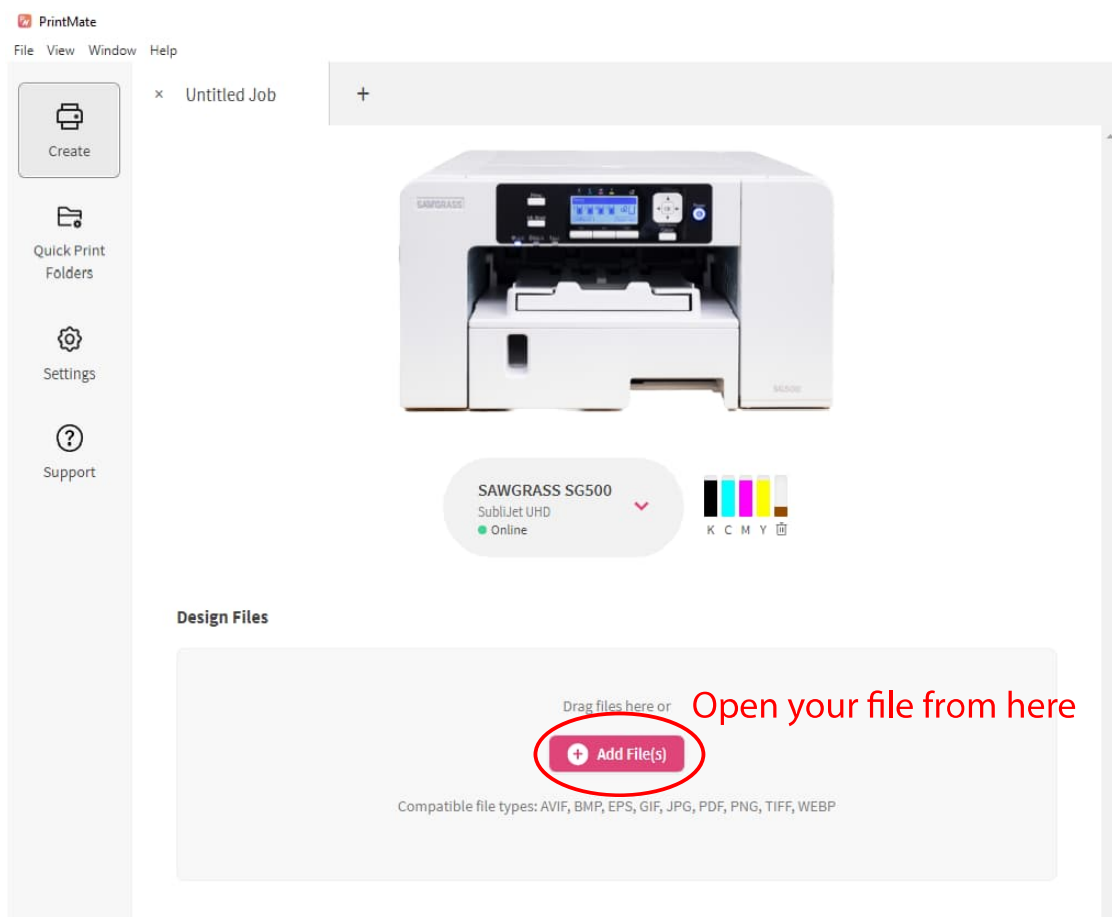 PrintMate
File View Window Help
× Untitled Job +
Create
Quick Print
Folders
Settings
Support
SAWGRASS
SG500
SAWGRASS SG500
SubliJet UHD
Online
K C M Y
Design Files
Drag files here or
Open your file from here
+ Add File(s)
Compatible file types: AVIF, BMP, EPS, GIF, JPG, PDF, PNG, TIFF, WEBP